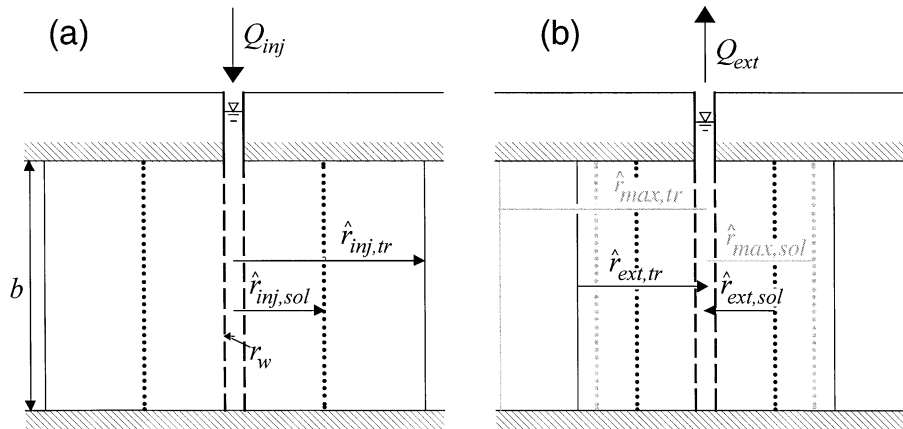 (a)
Q_inj
b
r̂_inj,tr
r̂_inj,sol
r_w
(b)
Q_ext
r̂_max,tr
r̂_max,sol
r̂_ext,tr
r̂_ext,sol